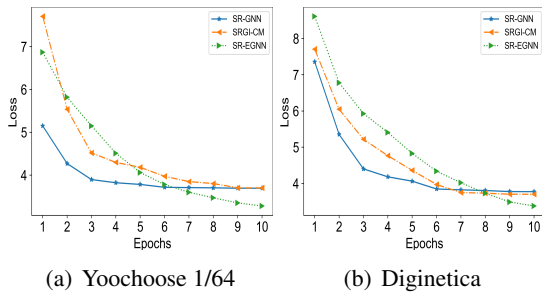 SR-GNN
SRGI-CM
SR-EGNN
7
6
5
4
Loss
1 2 3 4 5 6 7 8 9 10
Epochs
(a) Yoochoose 1/64
SR-GNN
SRGI-CM
SR-EGNN
8
7
6
5
4
Loss
1 2 3 4 5 6 7 8 9 10
Epochs
(b) Diginetica